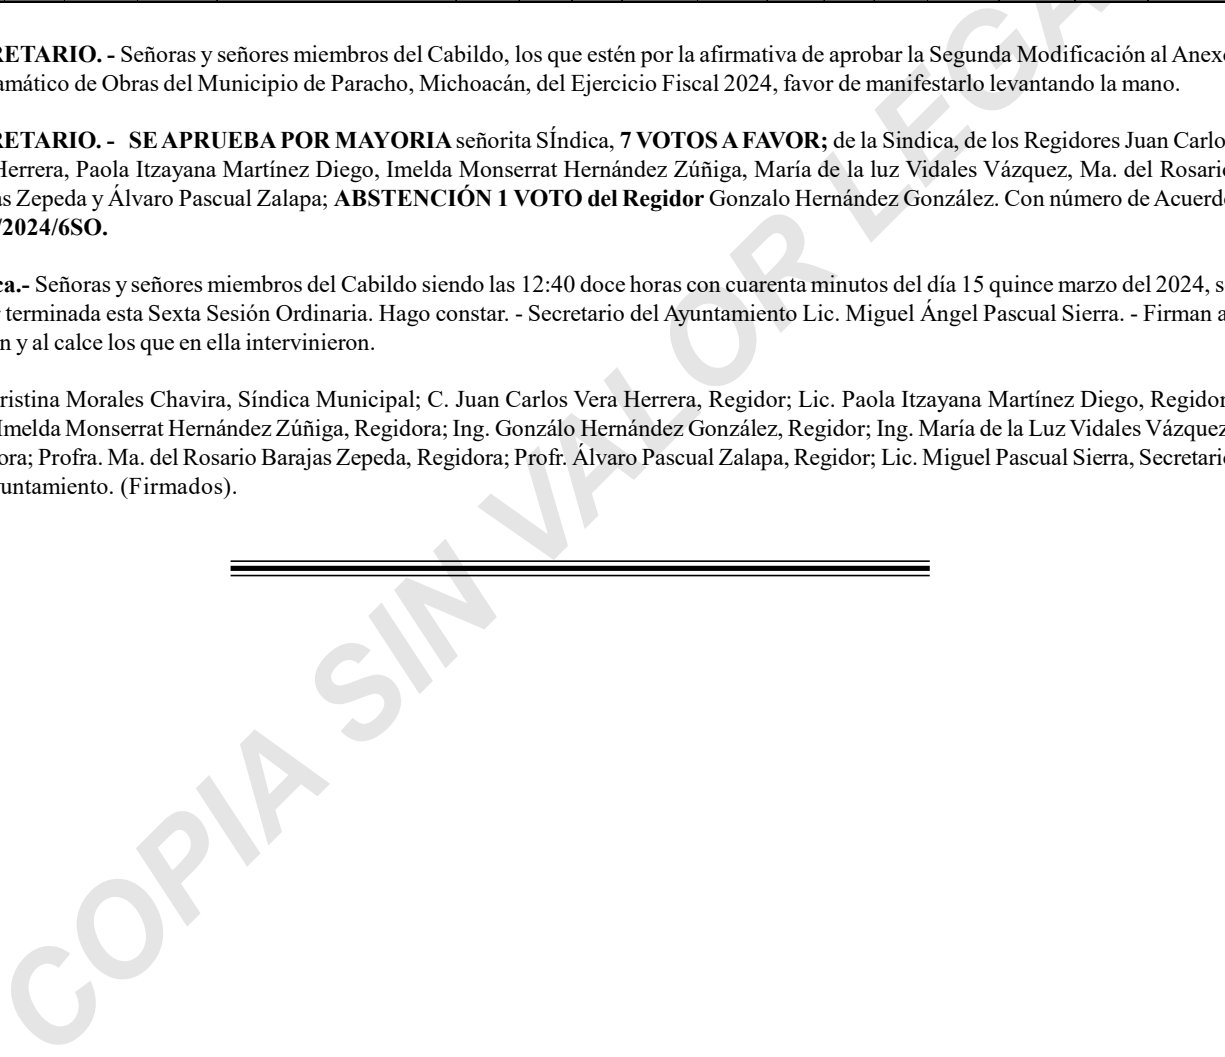 RETARIO. - Señoras y señores miembros del Cabildo, los que estén por la afirmativa de aprobar la Segunda Modificación al Anexo
amático de Obras del Municipio de Paracho, Michoacán, del Ejercicio Fiscal 2024, favor de manifestarlo levantando la mano.
RETARIO. - SE APRUEBA POR MAYORIA señorita SÍndica, 7 VOTOS A FAVOR; de la Sindica, de los Regidores Juan Carlo
Herrera, Paola Itzayana Martínez Diego, Imelda Monserrat Hernández Zúñiga, María de la luz Vidales Vázquez, Ma. del Rosario
as Zepeda y Álvaro Pascual Zalapa; ABSTENCIÓN 1 VOTO del Regidor Gonzalo Hernández González. Con número de Acuerdo
/2024/6SO.
ca.- Señoras y señores miembros del Cabildo siendo las 12:40 doce horas con cuarenta minutos del día 15 quince marzo del 2024, se
r terminada esta Sexta Sesión Ordinaria. Hago constar. - Secretario del Ayuntamiento Lic. Miguel Ángel Pascual Sierra. - Firman a
n y al calce los que en ella intervinieron.
ristina Morales Chavira, Síndica Municipal; C. Juan Carlos Vera Herrera, Regidor; Lic. Paola Itzayana Martínez Diego, Regidor
Imelda Monserrat Hernández Zúñiga, Regidora; Ing. Gonzálo Hernández González, Regidor; Ing. María de la Luz Vidales Vázquez
ora; Profra. Ma. del Rosario Barajas Zepeda, Regidora; Profr. Álvaro Pascual Zalapa, Regidor; Lic. Miguel Pascual Sierra, Secretario
untamiento. (Firmados).
COPIA SIN VALOR LEGA